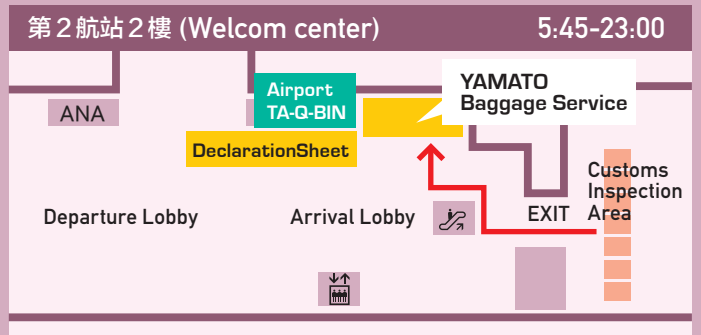 第２航站２樓 (Welcom center) 5:45-23:00
ANA
Airport
TA-Q-BIN
YAMATO
Baggage Service
DeclarationSheet
Customs
Inspection
Area
Departure Lobby
Arrival Lobby
EXIT